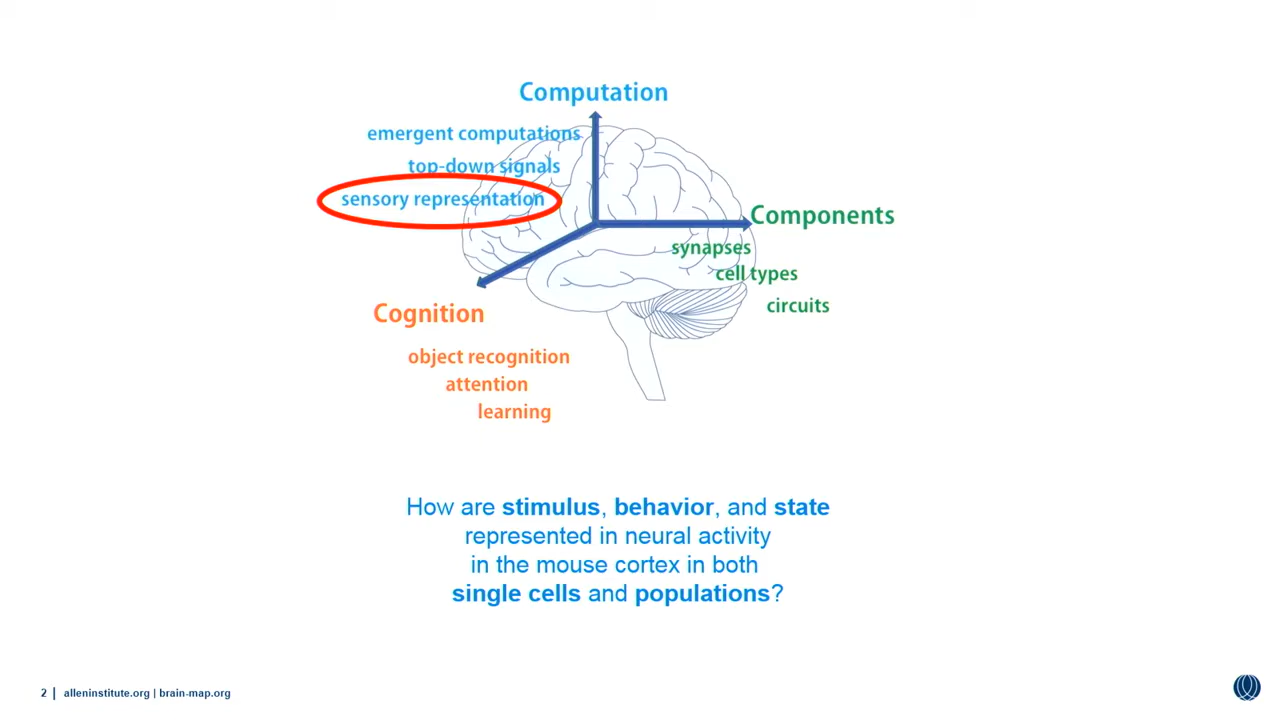 Computation
emergent computations
top-down signals
sensory representation
Components
synapses
cell types
circuits
Cognition
object recognition
attention
learning
How are stimulus, behavior, and state
represented in neural activity
in the mouse cortex in both
single cells and populations?
2 | alleninstitute.org | brain-map.org